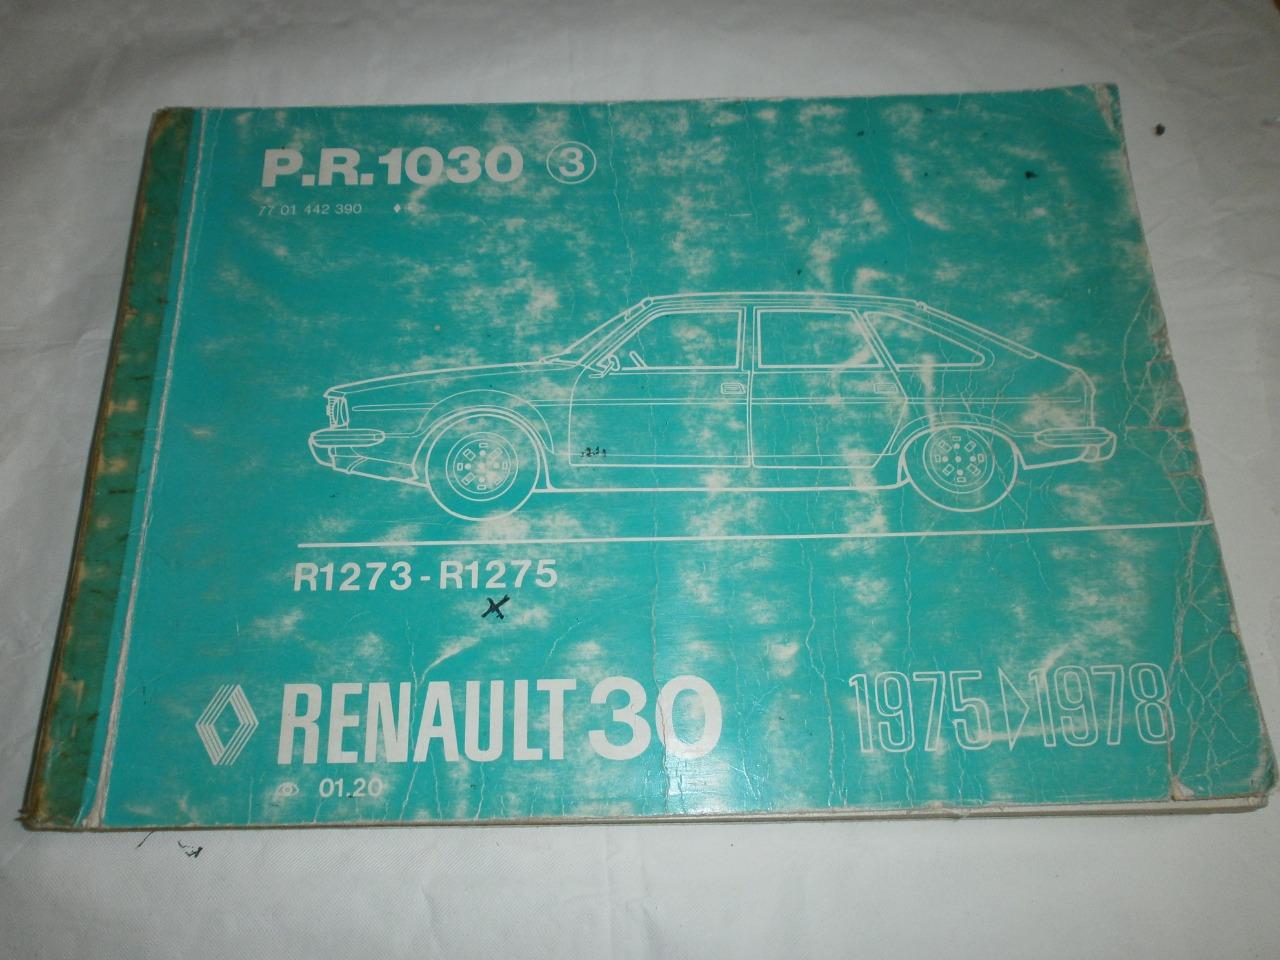 P.R.1030 ③
77 01 442 390
R1273 - R1275
RENAULT 30
1975 1978
01.20